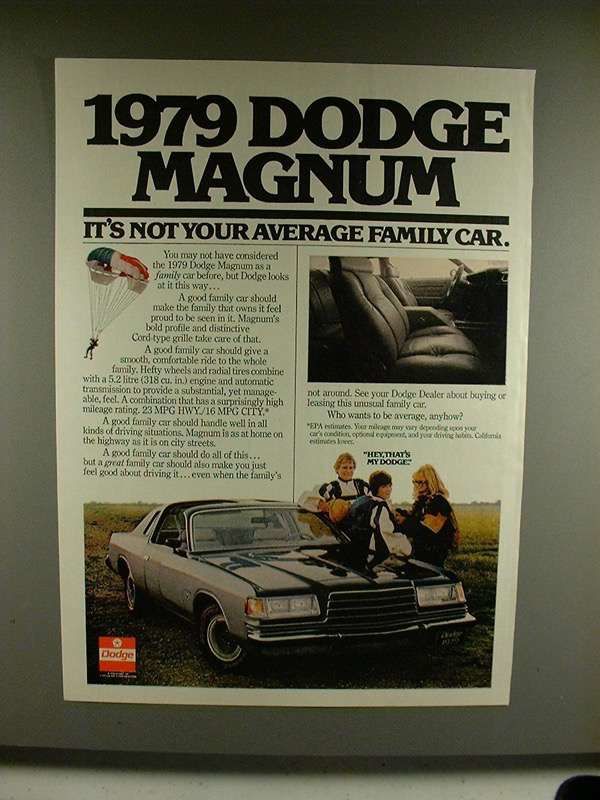 1979 DODGE
MAGNUM
IT'S NOT YOUR AVERAGE FAMILY CAR.
You may not have considered
the 1979 Dodge Magnum as a
family car before, but Dodge looks
at it this way...
A good family car should
make the family that owns it feel
proud to be seen in it. Magnum's
bold profile and distinctive
Cord-type grille take care of that.
A good family car should give a
smooth, comfortable ride to the whole
family. Hefty wheels and radial tires combine
with a 5.2 litre (318 cu. in.) engine and automatic
transmission to provide a substantial, yet manage-
able, feel. A combination that has a surprisingly high
mileage rating. 23 MPG HWY./16 MPG CITY.*
A good family car should handle well in all
kinds of driving situations. Magnum is as at home on
the highway as it is on city streets.
A good family car should do all of this...
but a great family car should also make you just
feel good about driving it...even when the family's
not around. See your Dodge Dealer about buying or
leasing this unusual family car.
Who wants to be average, anyhow?
*EPA estimates. Your mileage may vary depending upon your
car's condition, optional equipment, and your driving habits. California
estimates lower.
"HEY, THAT'S
MY DODGE."
Dodge